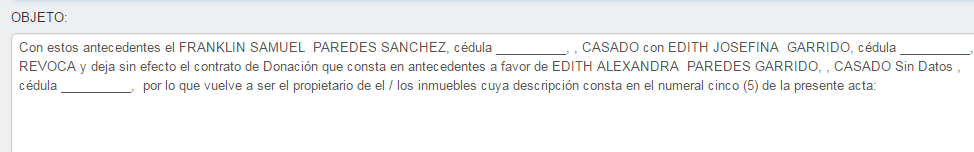 OBJETO:
Con estos antecedentes el FRANKLIN SAMUEL  PAREDES SANCHEZ, cédula __________, , CASADO con EDITH JOSEFINA  GARRIDO, cédula __________,
REVOCA y deja sin efecto el contrato de Donación que consta en antecedentes a favor de EDITH ALEXANDRA  PAREDES GARRIDO, , CASADO Sin Datos ,
cédula __________,  por lo que vuelve a ser el propietario de el / los inmuebles cuya descripción consta en el numeral cinco (5) de la presente acta: